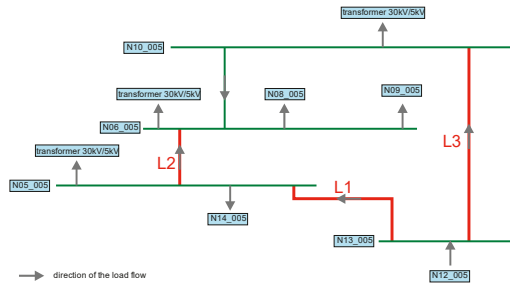 transformer 30kV/5kV
N10_005
transformer 30kV/5kV
N08_005
N09_005
N06_005
L3
transformer 30kV/5kV
L2
N05_005
L1
N14_005
N13_005
N12_005
direction of the load flow